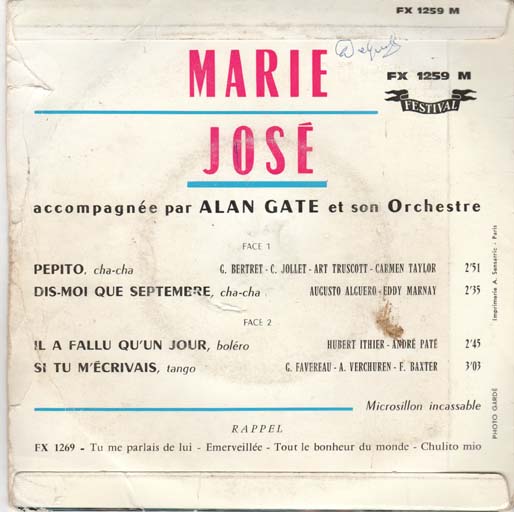 FX 1259 M
MARIE
FX 1259 M
FESTIVAL
JOSÉ
accompagnée par ALAN GATE et son Orchestre
FACE 1
PEPITO, cha-cha G. BERTRET - C. JOLLET - ART TRUSCOTT - CARMEN TAYLOR 2'51
DIS-MOI QUE SEPTEMBRE, cha-cha AUGUSTO ALGUERO - EDDY MARNAY 2'35
FACE 2
IL A FALLU QU'UN JOUR, boléro HUBERT ITHIER - ANDRÉ PATÉ 2'45
SI TU M'ÉCRIVAIS, tango G. FAVEREAU - A. VERCHUREN - F. BAXTER 3'03
Microsillon incassable
RAPPEL
FX 1269 - Tu me parlais de lui - Emerveillée - Tout le bonheur du monde - Chulito mio
Imprimerie A. Sansarric - Paris
PHOTO GARDÉ